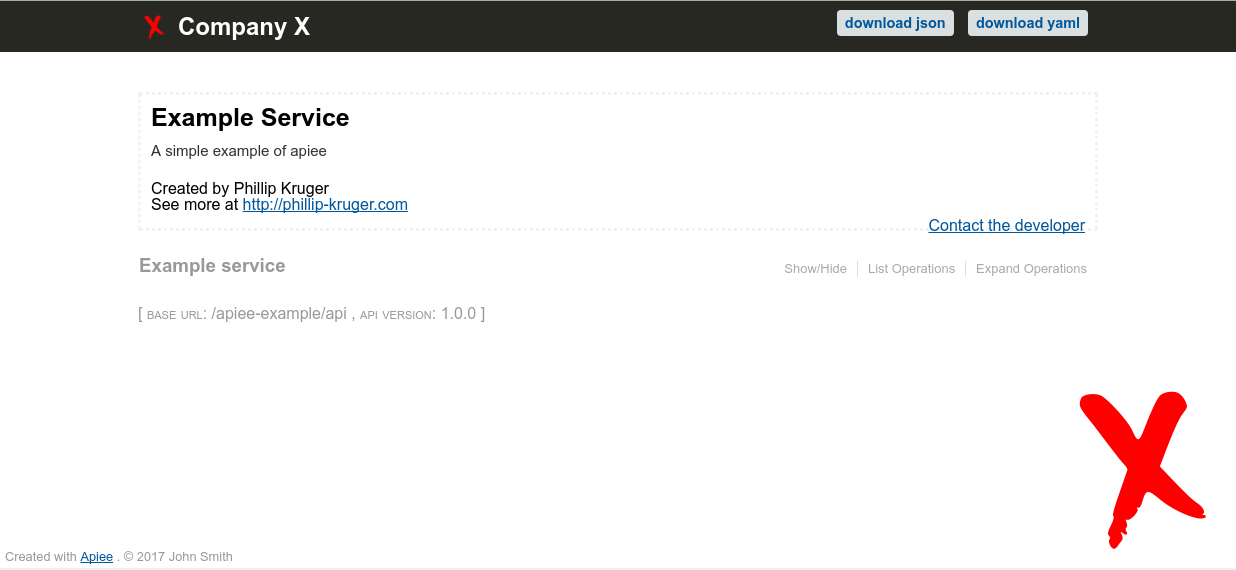 Company X
download json
download yaml
Example Service
A simple example of apiee
Created by Phillip Kruger
See more at http://phillip-kruger.com
Contact the developer
Example service
Show/Hide
List Operations
Expand Operations
[ BASE URL: /apiee-example/api , API VERSION: 1.0.0 ]
Created with Apiee . © 2017 John Smith